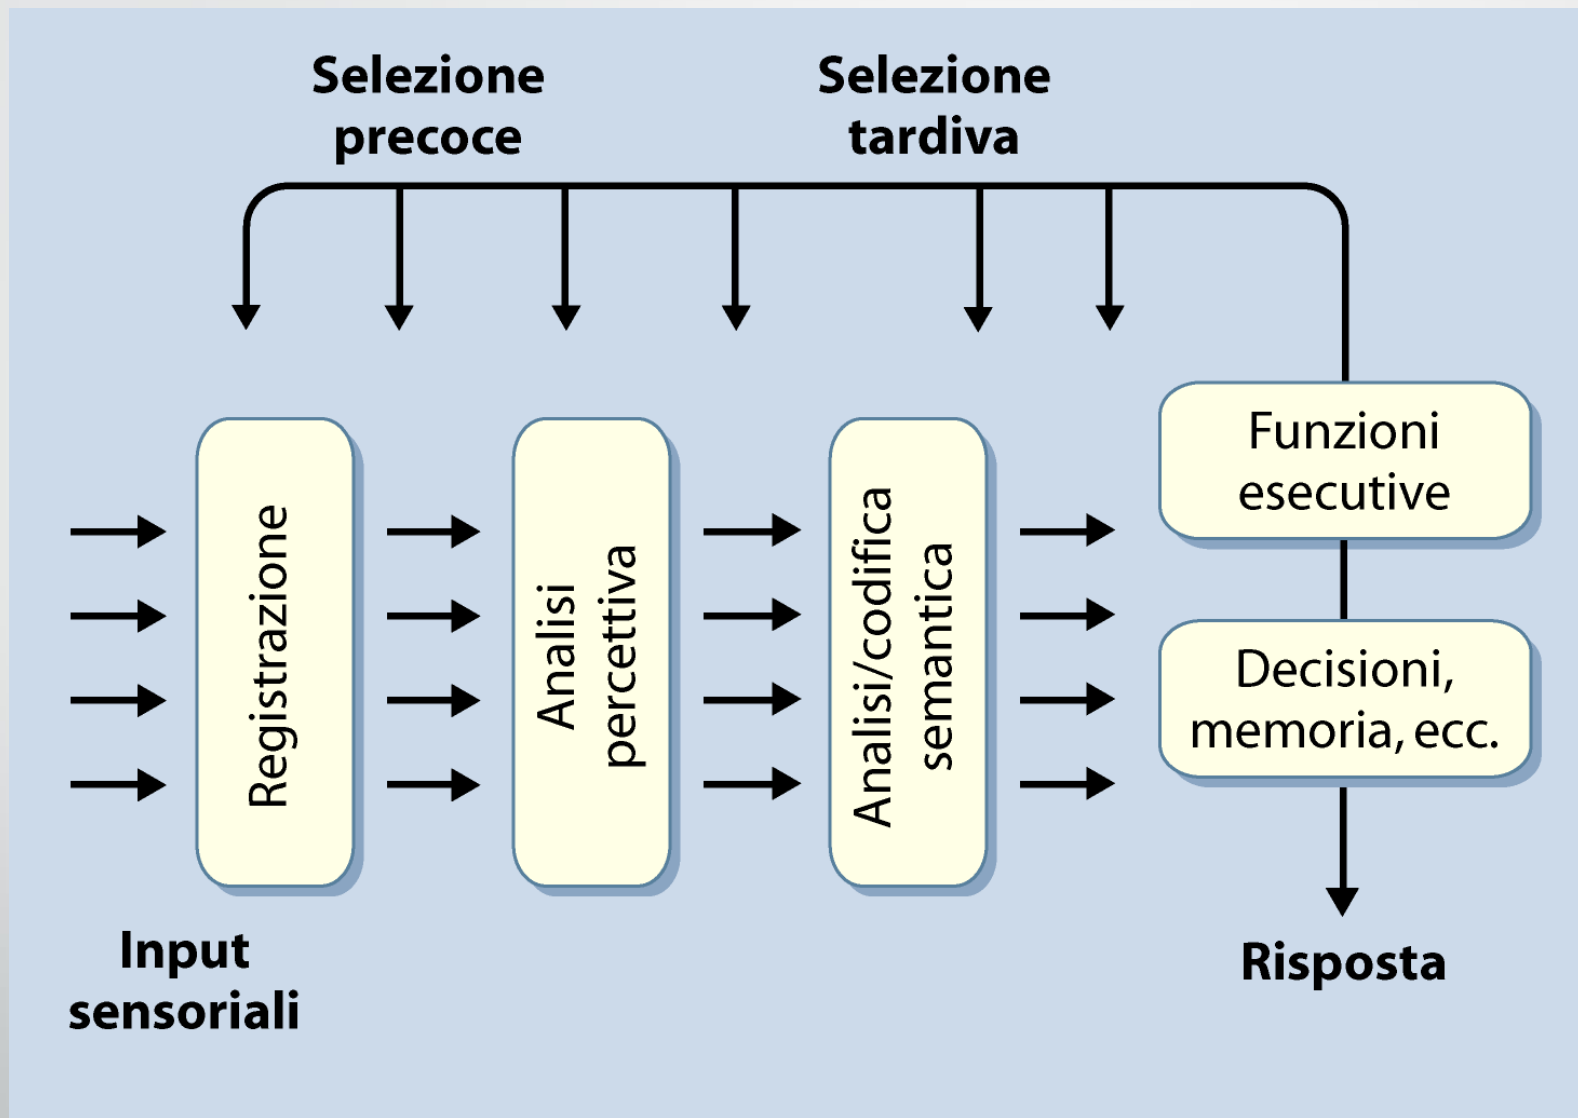 Selezione
precoce
Selezione
tardiva
Registrazione
Analisi
percettiva
Analisi/codifica
semantica
Funzioni
esecutive
Decisioni,
memoria, ecc.
Input
sensoriali
Risposta